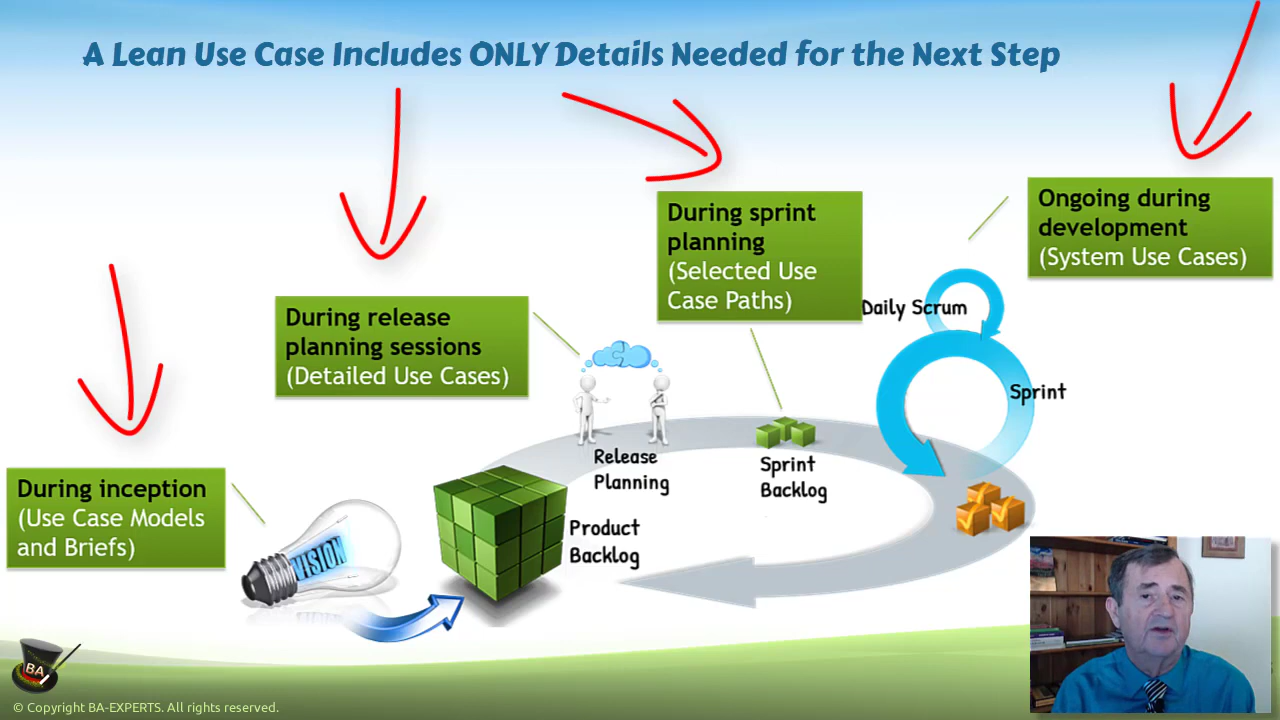 A Lean Use Case Includes ONLY Details Needed for the Next Step
During inception
(Use Case Models
and Briefs)
During release
planning sessions
(Detailed Use Cases)
During sprint
planning
(Selected Use
Case Paths)
Ongoing during
development
(System Use Cases)
VISION
Product
Backlog
Release
Planning
Sprint
Backlog
Daily Scrum
Sprint
BA
© Copyright BA-EXPERTS. All rights reserved.